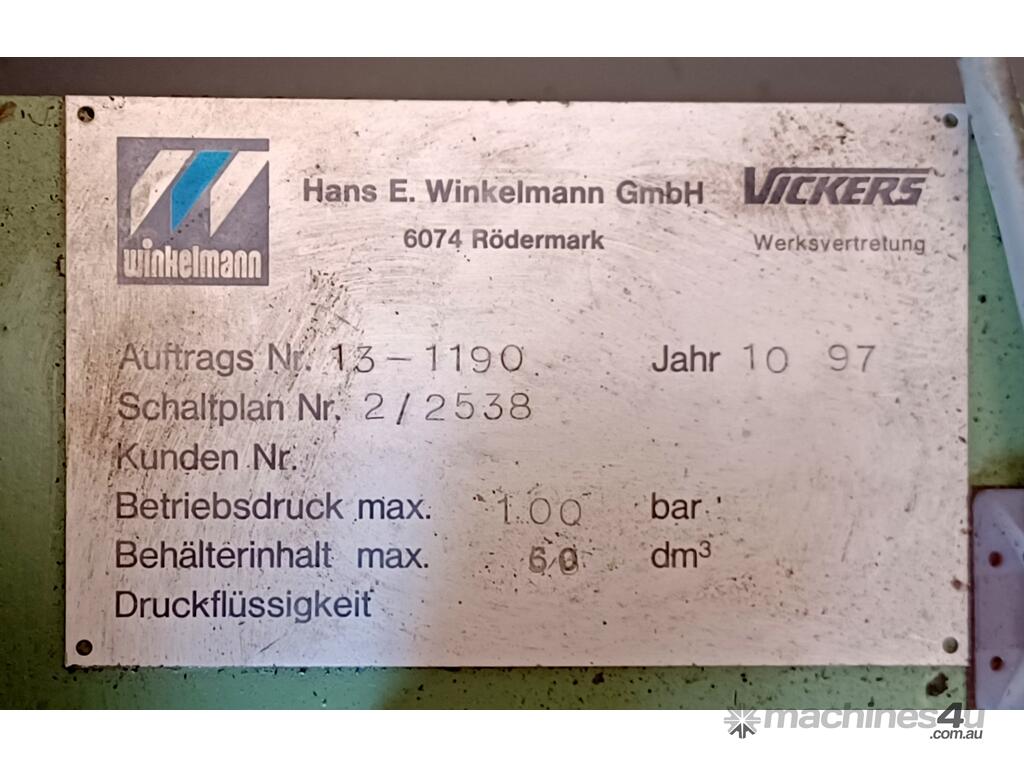 winkelmann
Hans E. Winkelmann GmbH
6074 Rödermark
VICKERS
Werksvertretung
Auftrags Nr. 13-1190 Jahr 10 97
Schaltplan Nr. 2/2538
Kunden Nr.
Betriebsdruck max. 100 bar
Behälterinhalt max. 60 dm³
Druckflüssigkeit
machines4u
.com.au